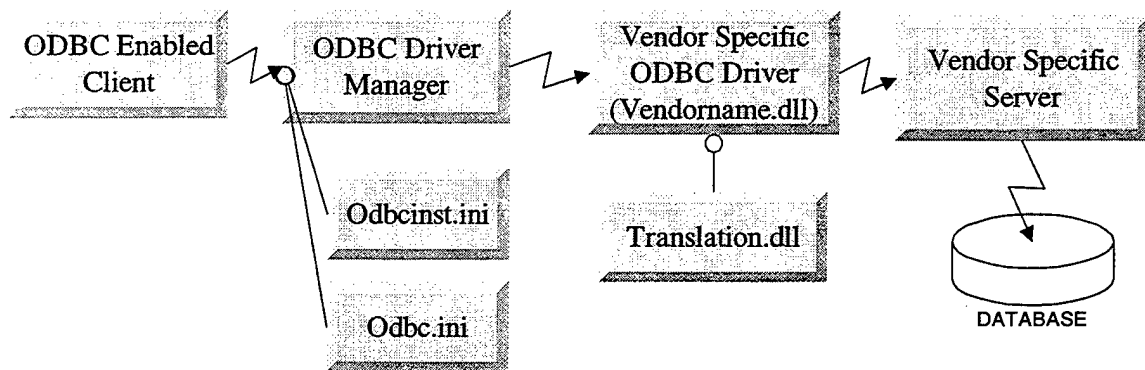 ODBC Enabled
Client
ODBC Driver
Manager
Vendor Specific
ODBC Driver
(Vendorname.dll)
Vendor Specific
Server
Odbcinst.ini
Translation.dll
Odbc.ini
DATABASE